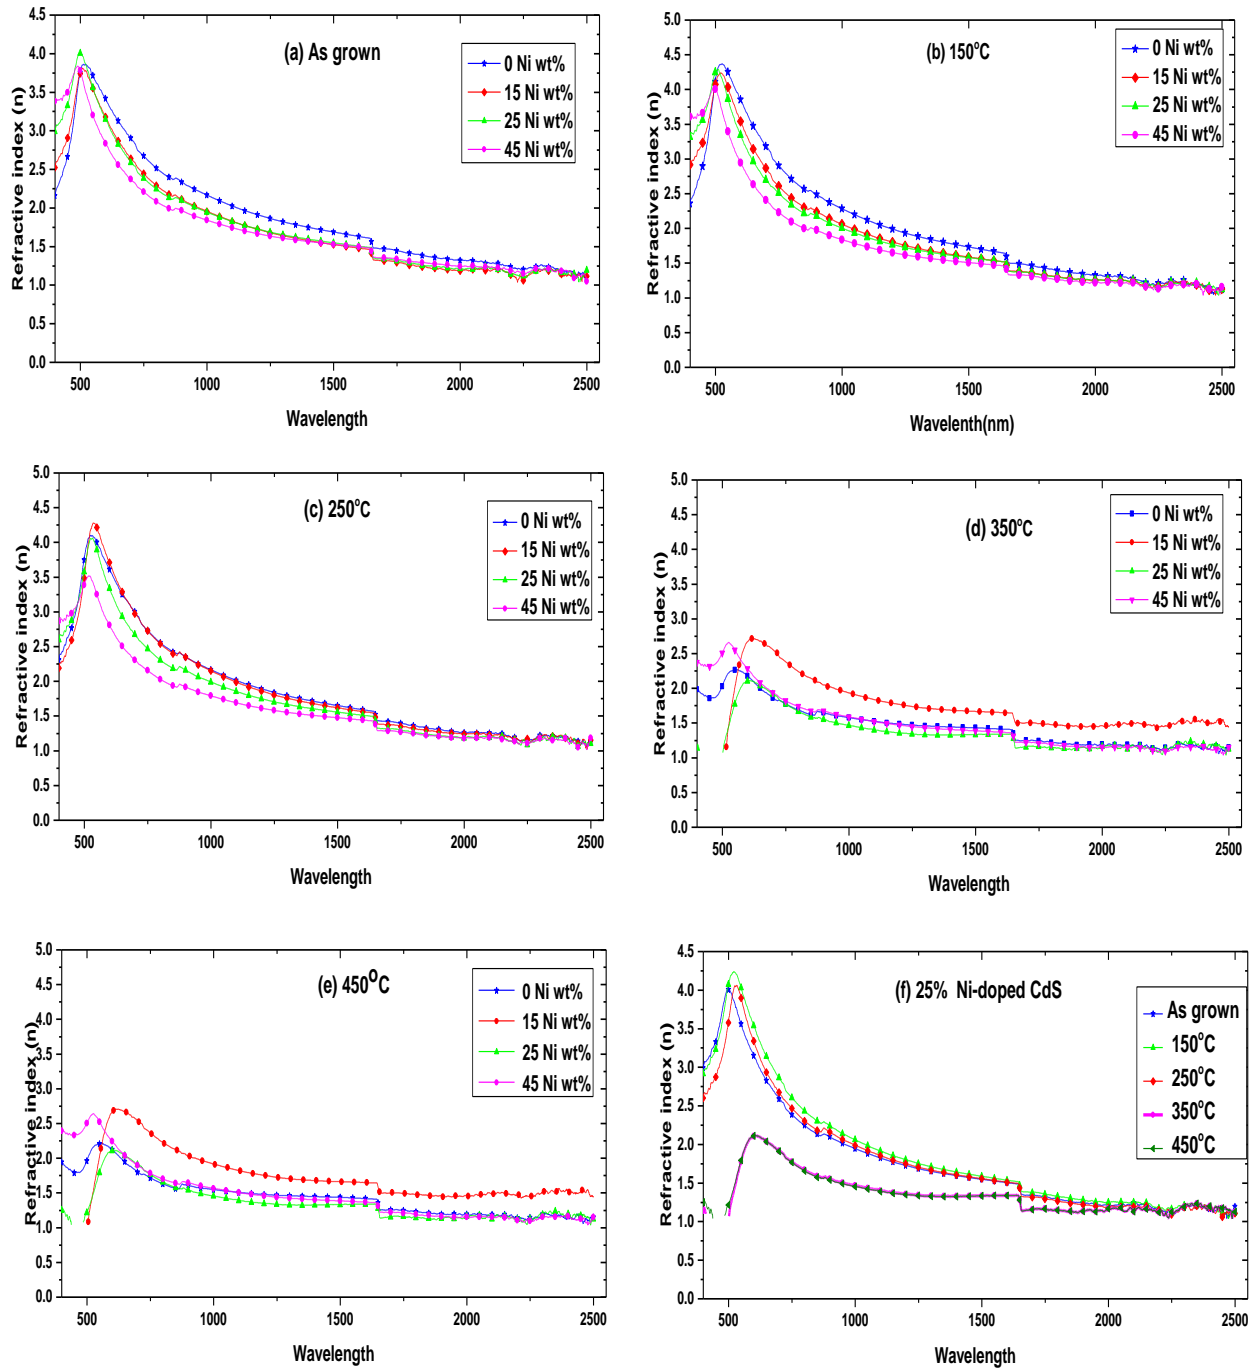 (a) As grown
0 Ni wt%
15 Ni wt%
25 Ni wt%
45 Ni wt%
Refractive index (n)
4.5
4.0
3.5
3.0
2.5
2.0
1.5
1.0
0.5
0.0
500 1000 1500 2000 2500
Wavelength
(b) 150°C
0 Ni wt%
15 Ni wt%
25 Ni wt%
45 Ni wt%
Refractive index (n)
5.0
4.5
4.0
3.5
3.0
2.5
2.0
1.5
1.0
0.5
0.0
500 1000 1500 2000 2500
Wavelenth(nm)
(c) 250°C
0 Ni wt%
15 Ni wt%
25 Ni wt%
45 Ni wt%
Refractive index (n)
5.0
4.5
4.0
3.5
3.0
2.5
2.0
1.5
1.0
0.5
0.0
500 1000 1500 2000 2500
Wavelength
(d) 350°C
0 Ni wt%
15 Ni wt%
25 Ni wt%
45 Ni wt%
Refractive index (n)
5.0
4.5
4.0
3.5
3.0
2.5
2.0
1.5
1.0
0.5
0.0
500 1000 1500 2000 2500
Wavelength
(e) 450°C
0 Ni wt%
15 Ni wt%
25 Ni wt%
45 Ni wt%
Refractive index (n)
5.0
4.5
4.0
3.5
3.0
2.5
2.0
1.5
1.0
0.5
0.0
500 1000 1500 2000 2500
Wavelength
(f) 25% Ni-doped CdS
As grown
150°C
250°C
350°C
450°C
Refractive index (n)
4.5
4.0
3.5
3.0
2.5
2.0
1.5
1.0
0.5
0.0
500 1000 1500 2000 2500
Wavelength